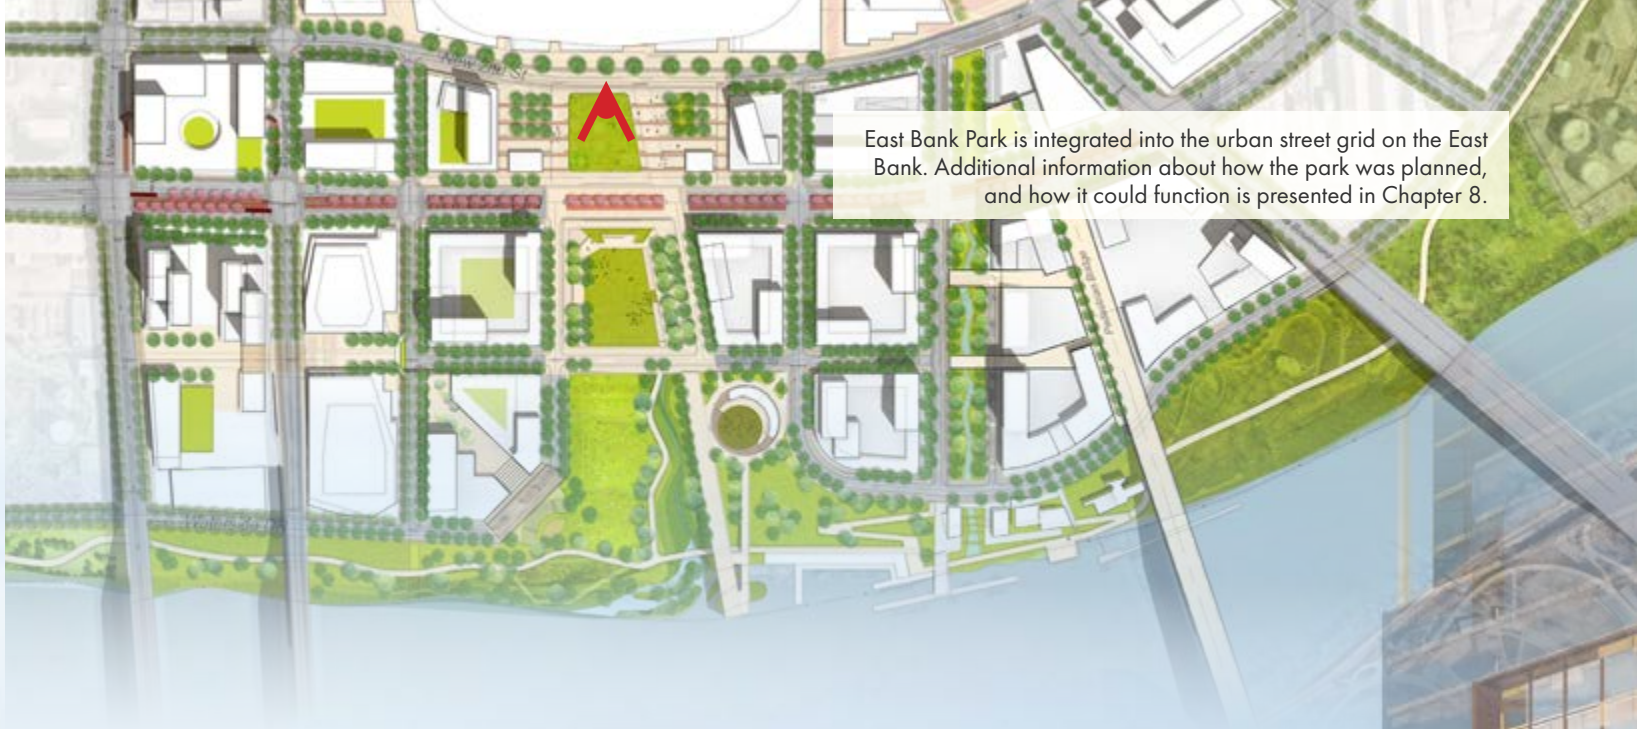 East Bank Park is integrated into the urban street grid on the East
Bank. Additional information about how the park was planned,
and how it could function is presented in Chapter 8.